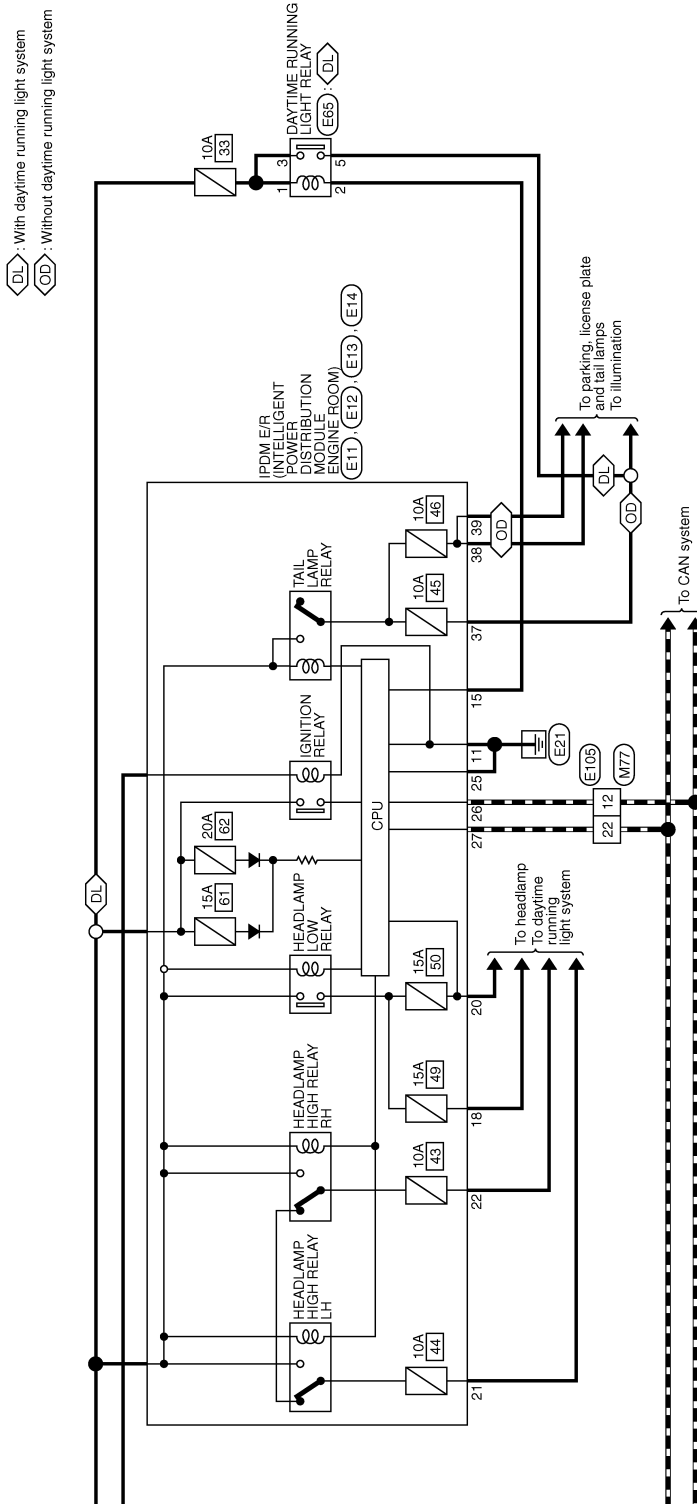 DL : With daytime running light system
OD : Without daytime running light system
DL
10A
33
DAYTIME RUNNING
LIGHT RELAY
E65 : DL
1
3
2
5
IPDM E/R
(INTELLIGENT
POWER
DISTRIBUTION
MODULE
ENGINE ROOM)
E11 , E12 , E13 , E14
HEADLAMP
HIGH RELAY
LH
HEADLAMP
HIGH RELAY
RH
HEADLAMP
LOW
RELAY
15A
61
20A
62
IGNITION
RELAY
TAIL
LAMP
RELAY
CPU
10A
44
10A
43
15A
49
15A
50
10A
45
10A
46
21
22
18
20
27
26
25
11
15
37
38
39
OD
DL
OD
E21
22
12
E105
M77
To headlamp
To daytime
running
light system
To parking, license plate
and tail lamps
To illumination
To CAN system